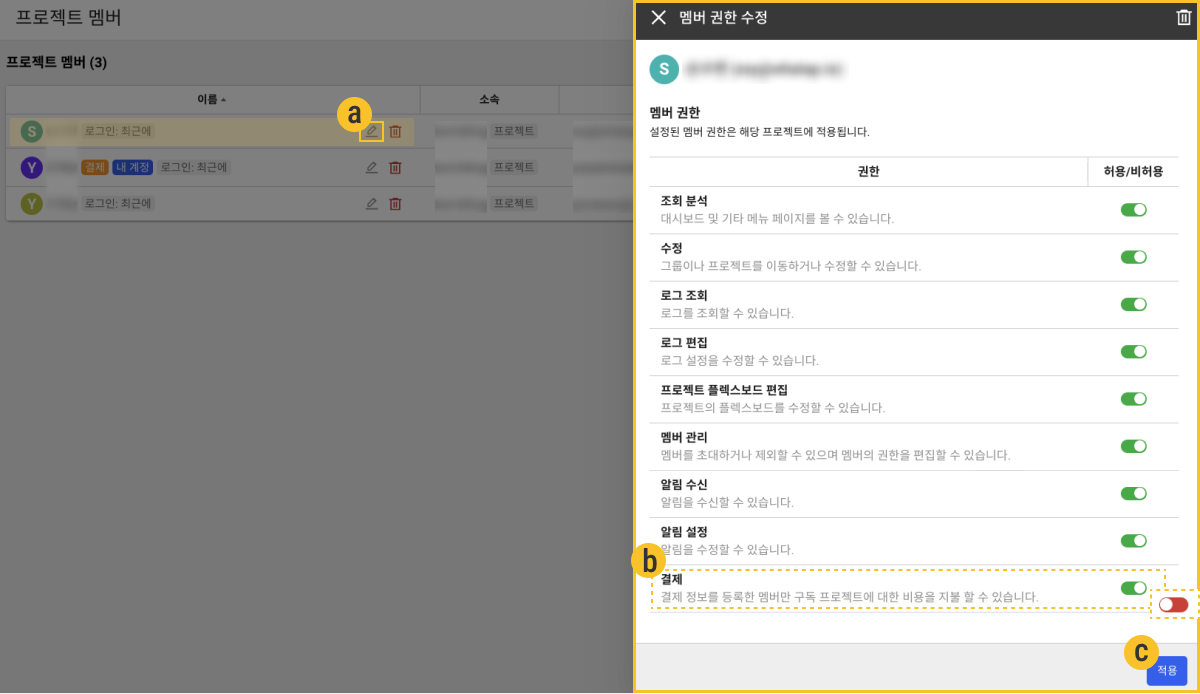 프로젝트 멤버
프로젝트 멤버 (3)
이름 소속
a
S 로그인: 최근에 프로젝트
Y 결제 내 계정 로그인: 최근에 프로젝트
Y 로그인: 최근에 프로젝트
멤버 권한 수정
S
멤버 권한
설정된 멤버 권한은 해당 프로젝트에 적용됩니다.
권한 허용/비허용
조회 분석
대시보드 및 기타 메뉴 페이지를 볼 수 있습니다.
수정
그룹이나 프로젝트를 이동하거나 수정할 수 있습니다.
로그 조회
로그를 조회할 수 있습니다.
로그 편집
로그 설정을 수정할 수 있습니다.
프로젝트 플렉스보드 편집
프로젝트의 플렉스보드를 수정할 수 있습니다.
멤버 관리
멤버를 초대하거나 제외할 수 있으며 멤버의 권한을 편집할 수 있습니다.
알림 수신
알림을 수신할 수 있습니다.
알림 설정
알림을 수정할 수 있습니다.
b
결제
결제 정보를 등록한 멤버만 구독 프로젝트에 대한 비용을 지불 할 수 있습니다.
c
적용